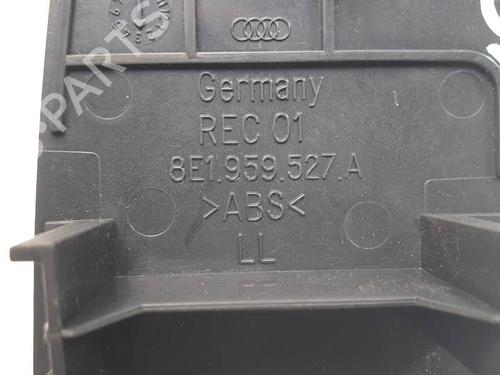 Germany
REC 01
8E1.959.527.A
>ABS<
LL